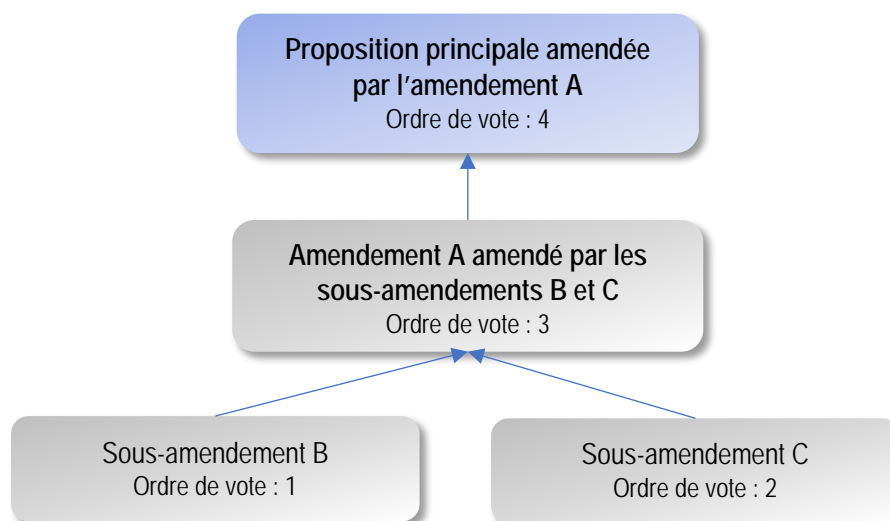 Proposition principale amendée
par l'amendement A
Ordre de vote : 4
Amendement A amendé par les
sous-amendements B et C
Ordre de vote : 3
Sous-amendement B
Ordre de vote : 1
Sous-amendement C
Ordre de vote : 2